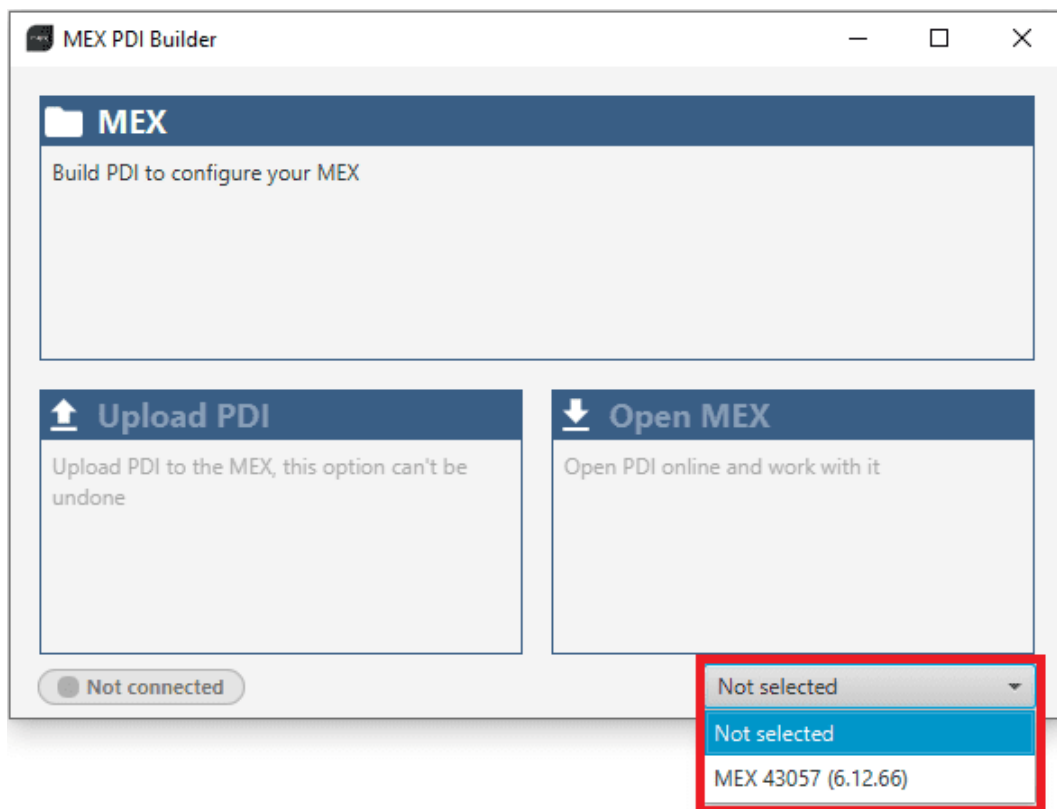 MEX PDI Builder
MEX
Build PDI to configure your MEX
Upload PDI
Upload PDI to the MEX, this option can't be
undone
Open MEX
Open PDI online and work with it
Not connected
Not selected
Not selected
MEX 43057 (6.12.66)